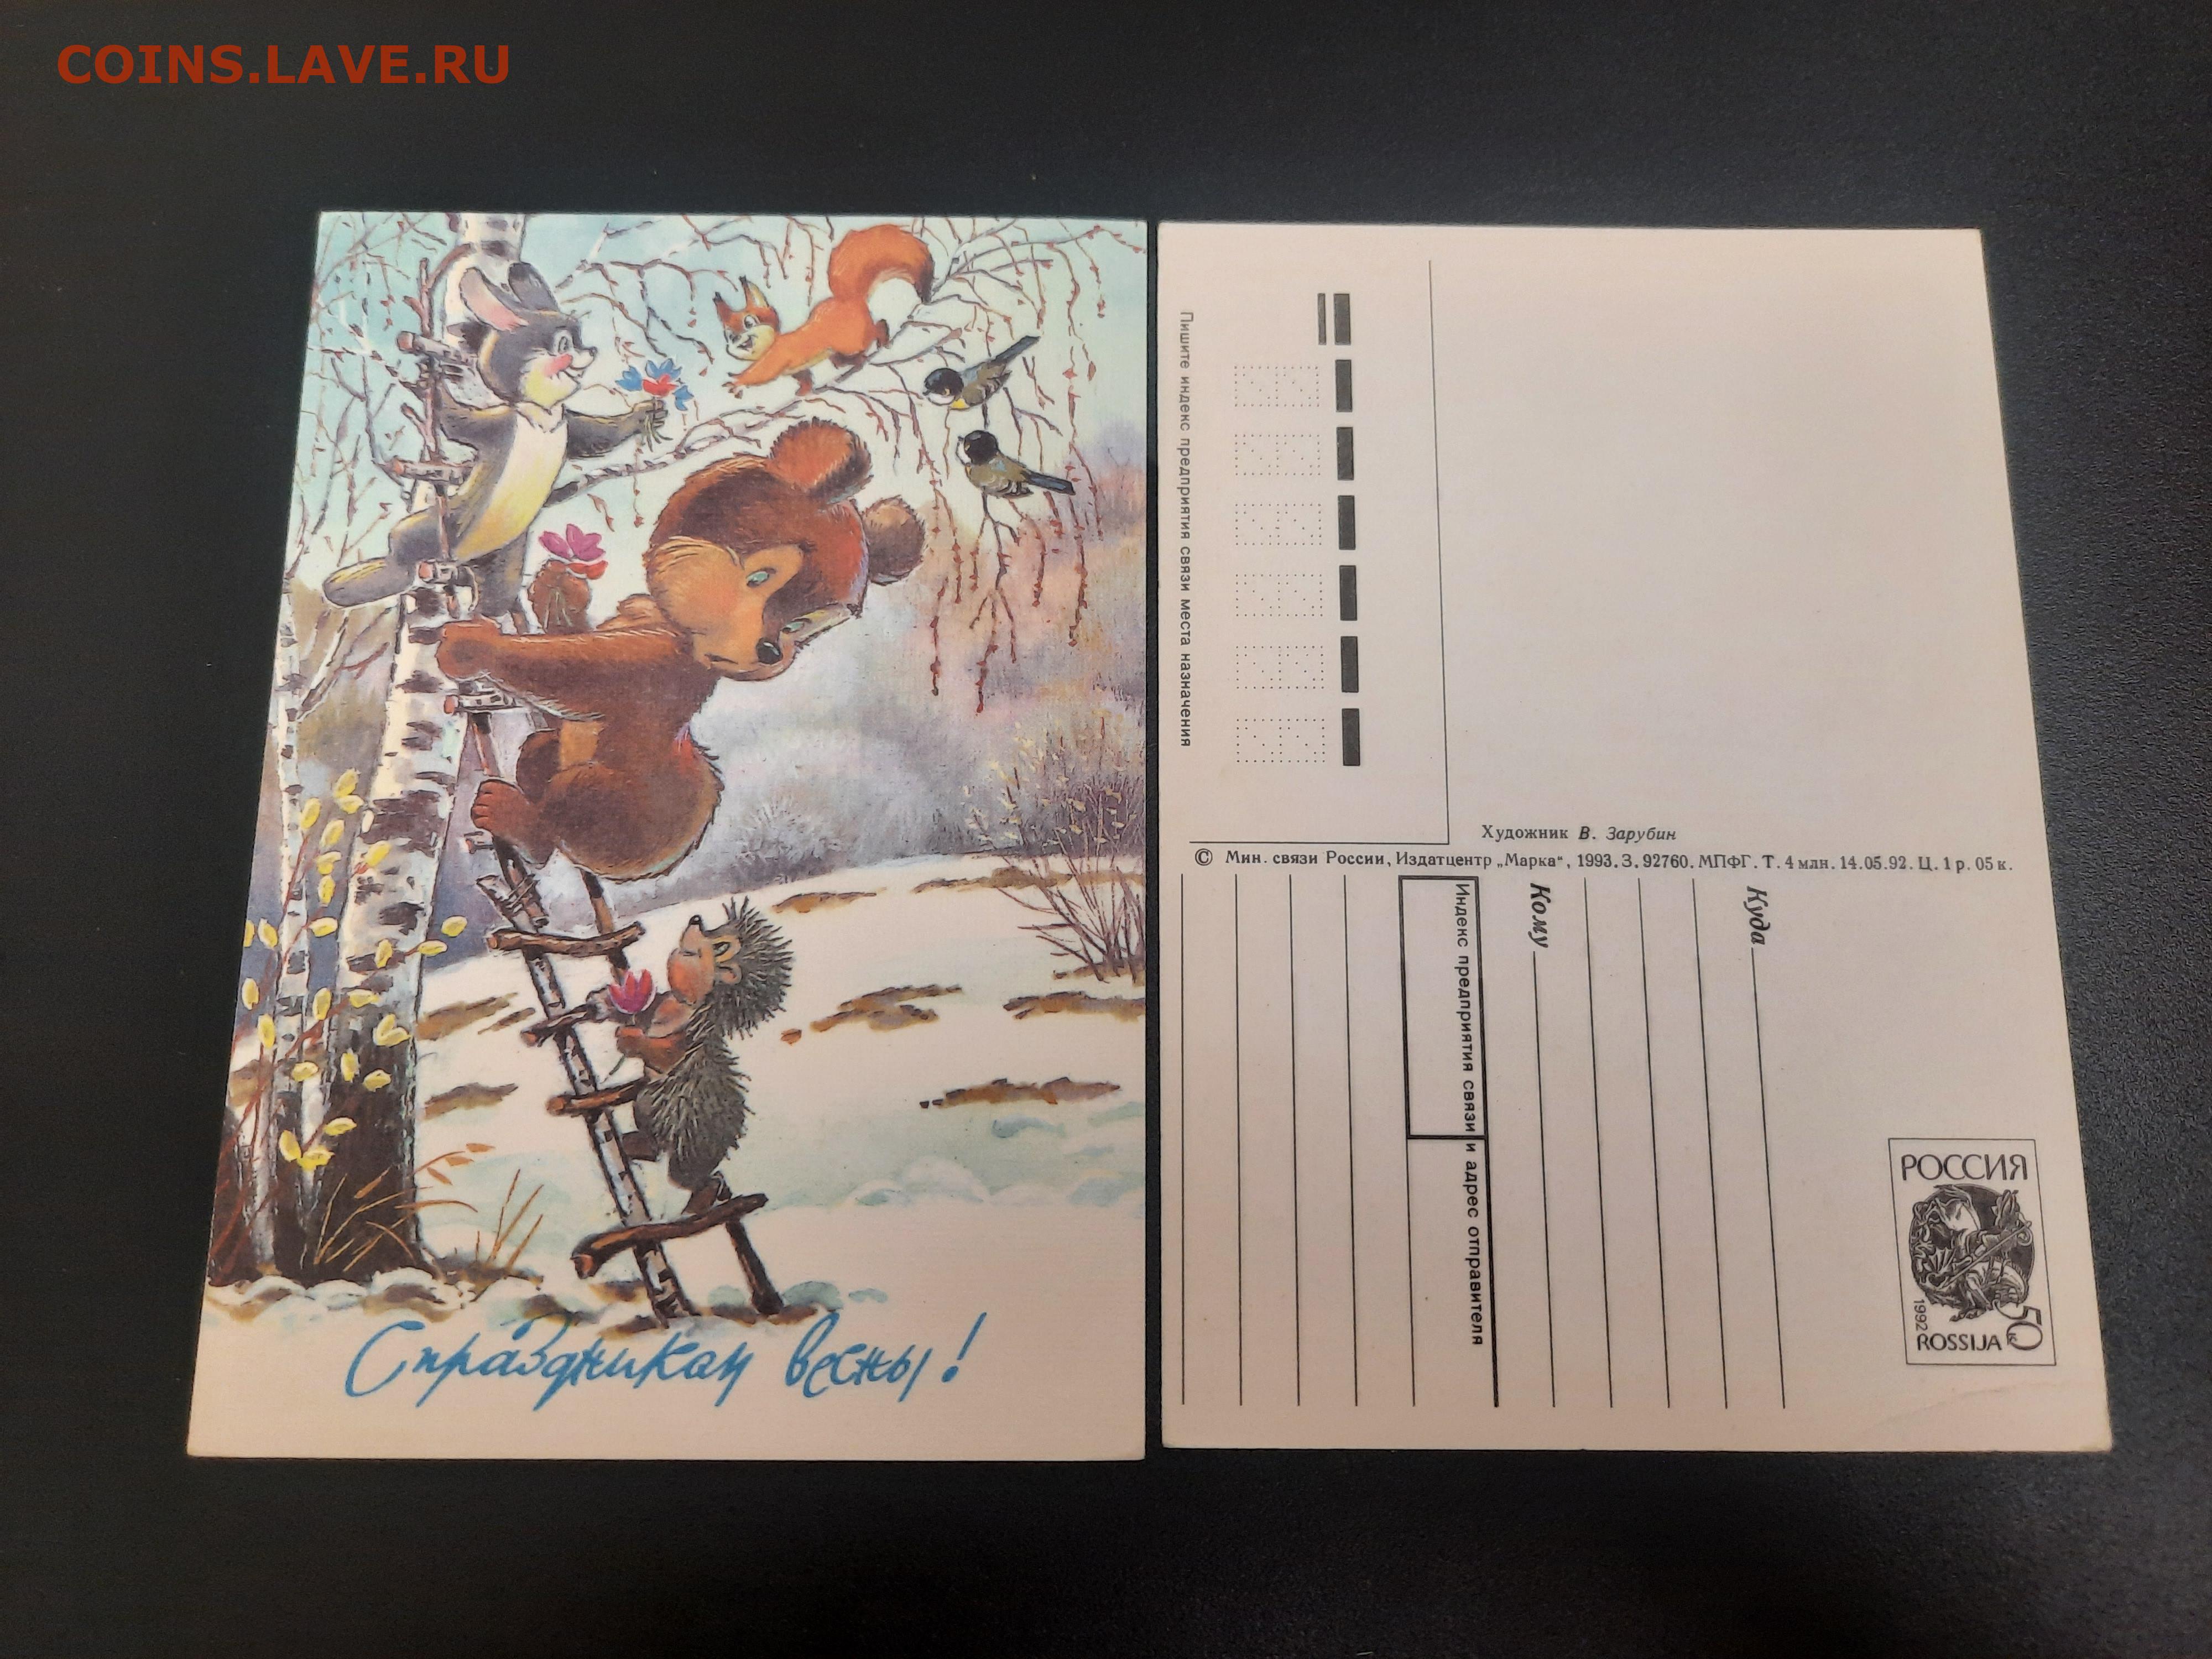 COINS.LAVE.RU
С праздником весны!
Пишите индекс предприятия связи места назначения
Художник В. Зарубин
© Мин. связи России, Издатцентр „Марка“, 1993. З. 92760. МПФГ. Т. 4 млн. 14.05.92. Ц. 1 р. 05 к.
Куда
Кому
Индекс предприятия связи и адрес отправителя
РОССИЯ
1992
50 к
ROSSIJA